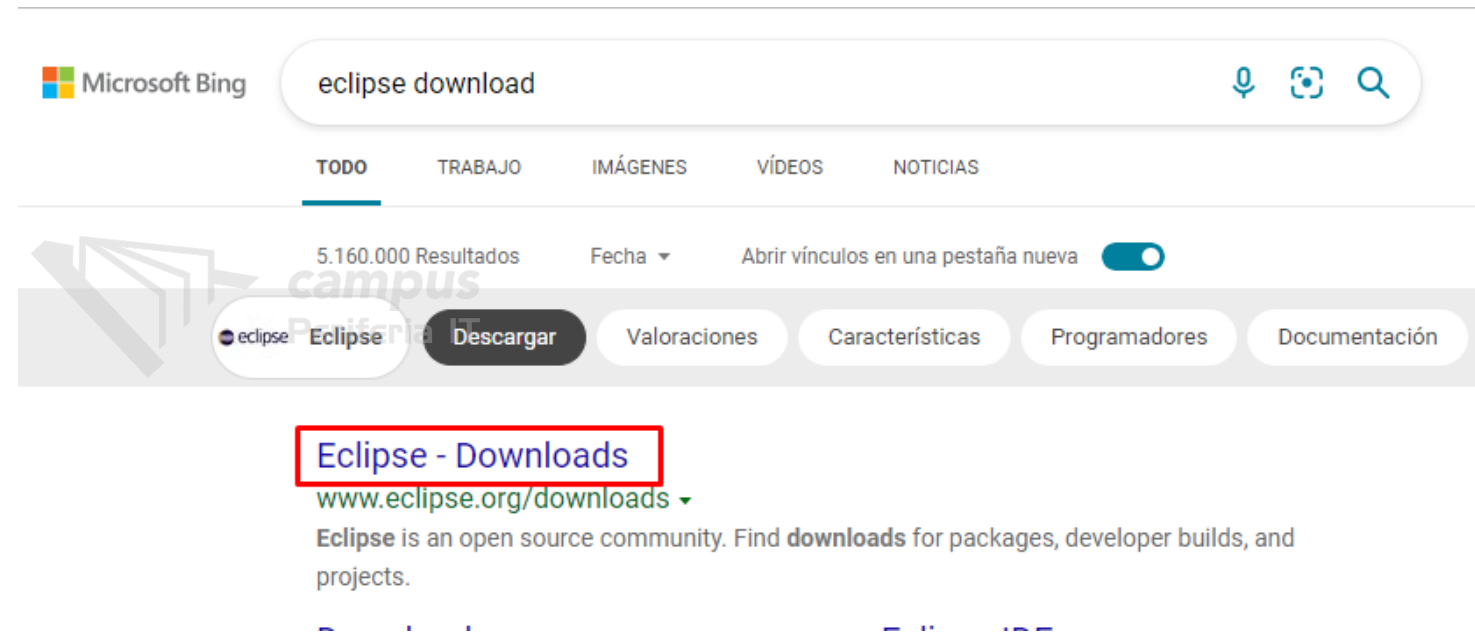 Microsoft Bing
eclipse download
TODO TRABAJO IMÁGENES VÍDEOS NOTICIAS
5.160.000 Resultados Fecha Abrir vínculos en una pestaña nueva
campus
Periferia IT
eclipse Eclipse Descargar Valoraciones Características Programadores Documentación
Eclipse - Downloads
www.eclipse.org/downloads
Eclipse is an open source community. Find downloads for packages, developer builds, and
projects.